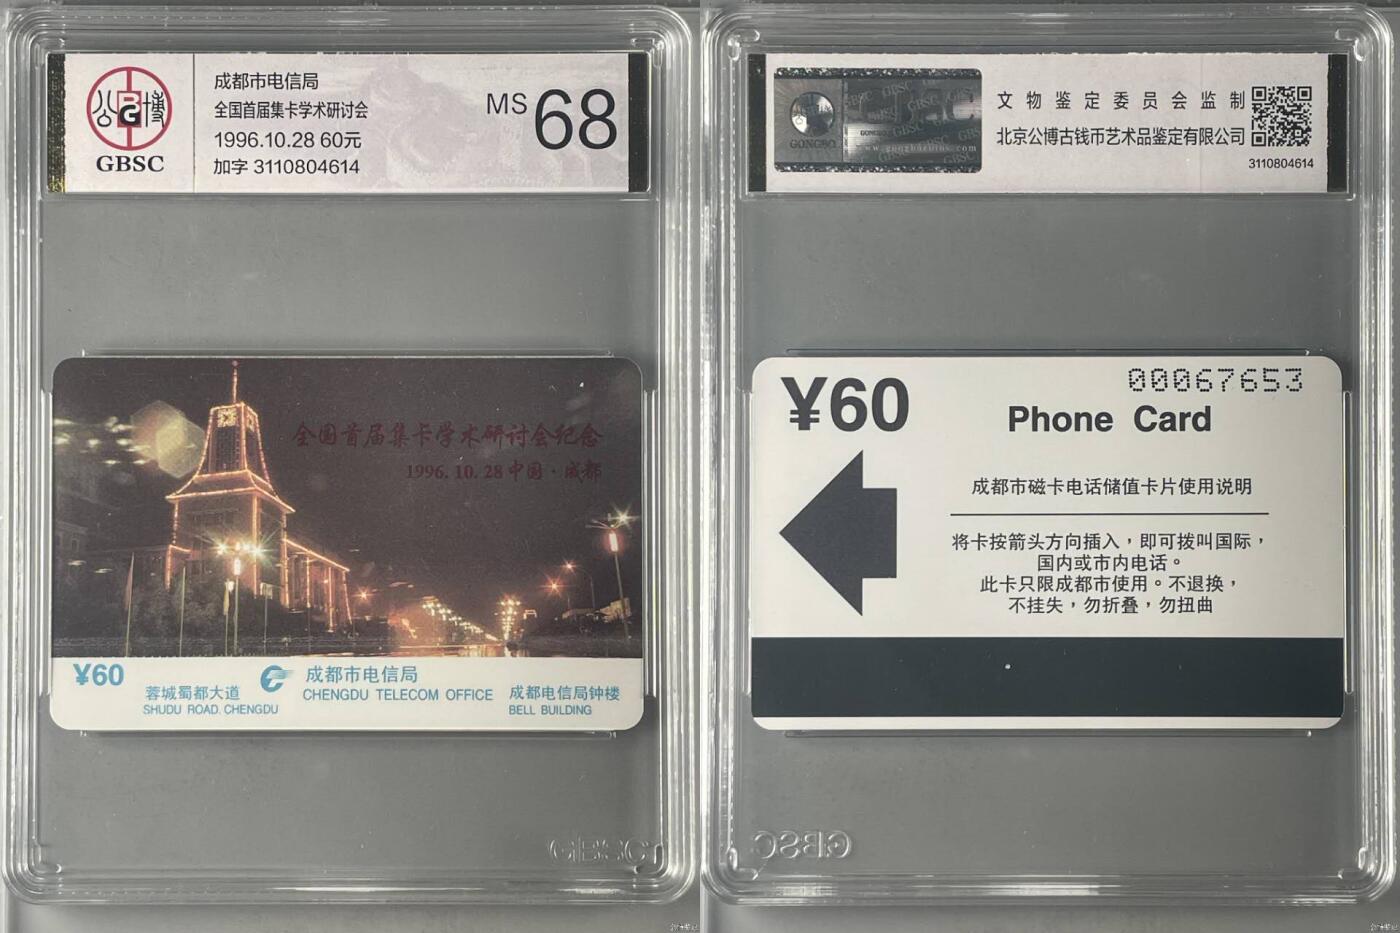 公博
BG
GBSC
成都市电信局
全国首届集卡学术研讨会
1996.10.28 60元
加字 3110804614
MS 68
全国首届集卡学术研讨会纪念
1996.10.28 中国·成都
¥60
蓉城蜀都大道
SHUDU ROAD. CHENGDU
成都市电信局
CHENGDU TELECOM OFFICE
成都电信局钟楼
BELL BUILDING
GBSC
GONGBO
www.gongbocoins.com
GBSC
文物鉴定委员会监制
北京公博古钱币艺术品鉴定有限公司
3110804614
¥60
00067653
Phone Card
成都市磁卡电话储值卡片使用说明
将卡按箭头方向插入，即可拨叫国际，
国内或市内电话。
此卡只限成都市使用。不退换，
不挂失，勿折叠，勿扭曲
GBSC